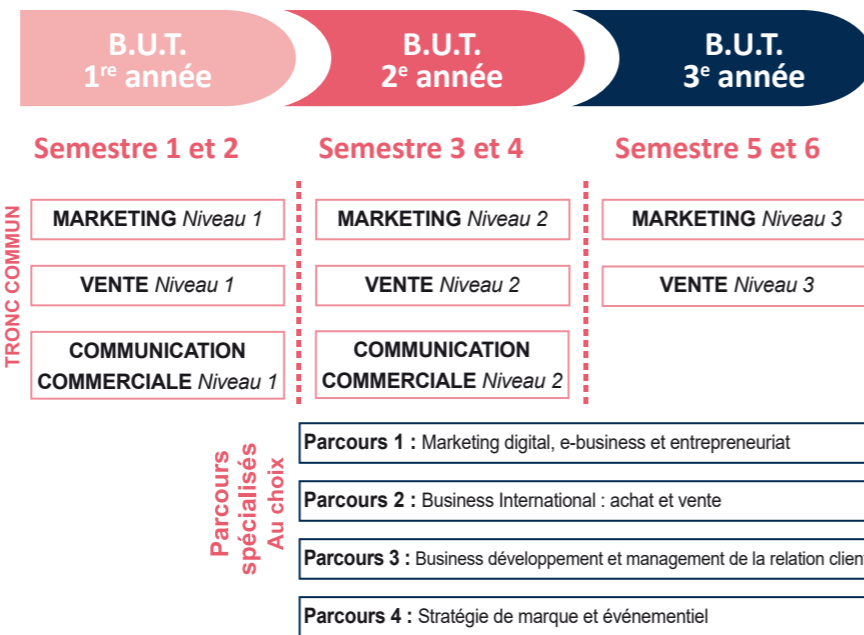 B.U.T.
1re année
B.U.T.
2e année
B.U.T.
3e année
Semestre 1 et 2
Semestre 3 et 4
Semestre 5 et 6
TRONC COMMUN
MARKETING Niveau 1
MARKETING Niveau 2
MARKETING Niveau 3
VENTE Niveau 1
VENTE Niveau 2
VENTE Niveau 3
COMMUNICATION
COMMERCIALE Niveau 1
COMMUNICATION
COMMERCIALE Niveau 2
Parcours
spécialisés
Au choix
Parcours 1 : Marketing digital, e-business et entrepreneuriat
Parcours 2 : Business International : achat et vente
Parcours 3 : Business développement et management de la relation client
Parcours 4 : Stratégie de marque et événementiel